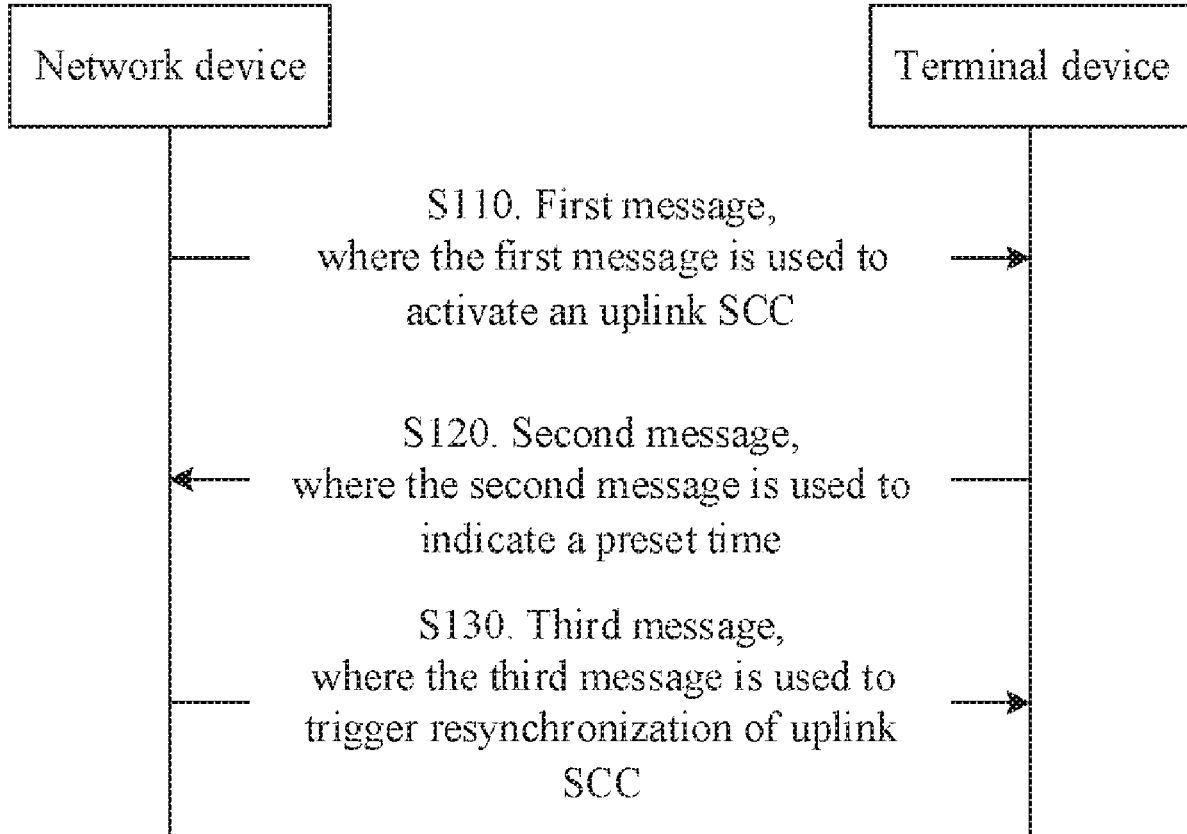 Network device
Terminal device
S110. First message,
where the first message is used to
activate an uplink SCC
S120. Second message,
where the second message is used to
indicate a preset time
S130. Third message,
where the third message is used to
trigger resynchronization of uplink
SCC